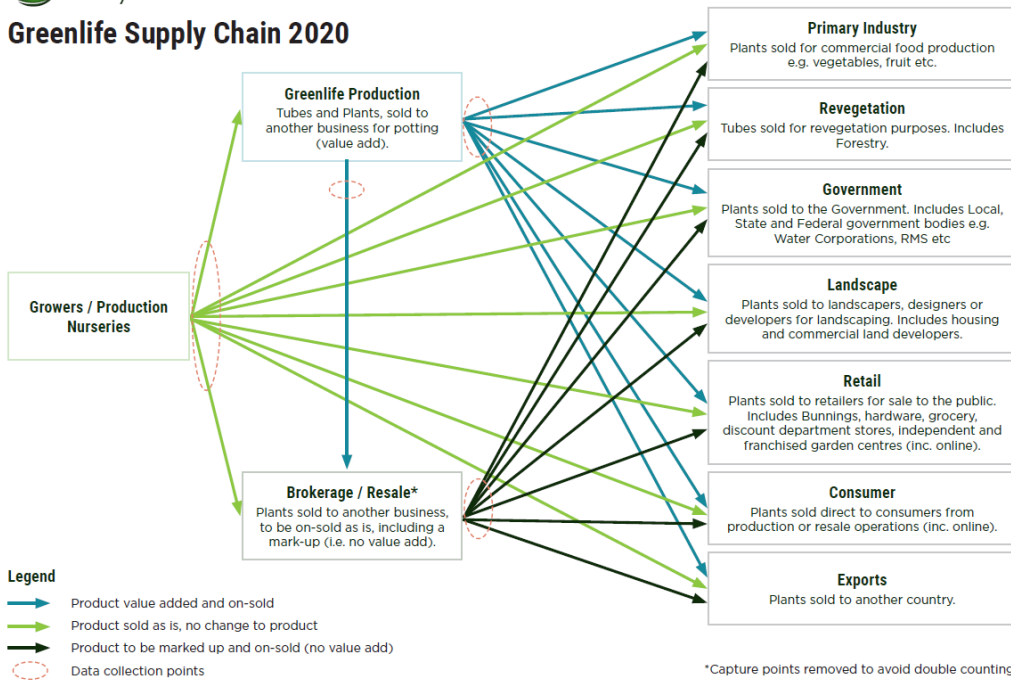 Greenlife Supply Chain 2020
Greenlife Production
Tubes and Plants, sold to
another business for potting
(value add).
Growers / Production
Nurseries
Brokerage / Resale*
Plants sold to another business,
to be on-sold as is, including a
mark-up (i.e. no value add).
Primary Industry
Plants sold for commercial food production
e.g. vegetables, fruit etc.
Revegetation
Tubes sold for revegetation purposes. Includes
Forestry.
Government
Plants sold to the Government. Includes Local,
State and Federal government bodies e.g.
Water Corporations, RMS etc
Landscape
Plants sold to landscapers, designers or
developers for landscaping. Includes housing
and commercial land developers.
Retail
Plants sold to retailers for sale to the public.
Includes Bunnings, hardware, grocery,
discount department stores, independent and
franchised garden centres (inc. online).
Consumer
Plants sold direct to consumers from
production or resale operations (inc. online).
Exports
Plants sold to another country.
Legend
Product value added and on-sold
Product sold as is, no change to product
Product to be marked up and on-sold (no value add)
Data collection points
*Capture points removed to avoid double counting